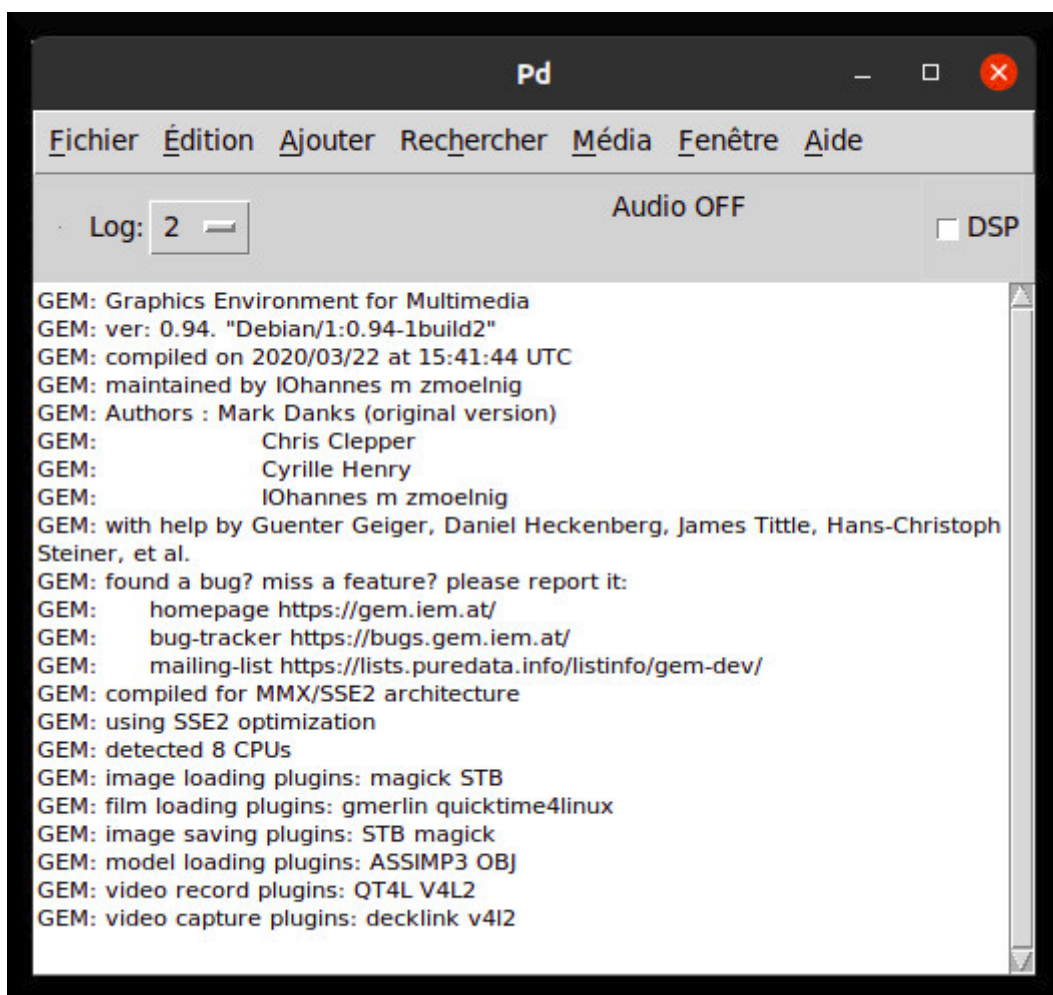 Pd
Fichier Édition Ajouter Rechercher Média Fenêtre Aide
Audio OFF
Log: 2
DSP
GEM: Graphics Environment for Multimedia
GEM: ver: 0.94. "Debian/1:0.94-1build2"
GEM: compiled on 2020/03/22 at 15:41:44 UTC
GEM: maintained by IOhannes m zmoelnig
GEM: Authors : Mark Danks (original version)
GEM: Chris Clepper
GEM: Cyrille Henry
GEM: IOhannes m zmoelnig
GEM: with help by Guenter Geiger, Daniel Heckenberg, James Tittle, Hans-Christoph
Steiner, et al.
GEM: found a bug? miss a feature? please report it:
GEM: homepage https://gem.iem.at/
GEM: bug-tracker https://bugs.gem.iem.at/
GEM: mailing-list https://lists.puredata.info/listinfo/gem-dev/
GEM: compiled for MMX/SSE2 architecture
GEM: using SSE2 optimization
GEM: detected 8 CPUs
GEM: image loading plugins: magick STB
GEM: film loading plugins: gmerlin quicktime4linux
GEM: image saving plugins: STB magick
GEM: model loading plugins: ASSIMP3 OBJ
GEM: video record plugins: QT4L V4L2
GEM: video capture plugins: decklink v4l2